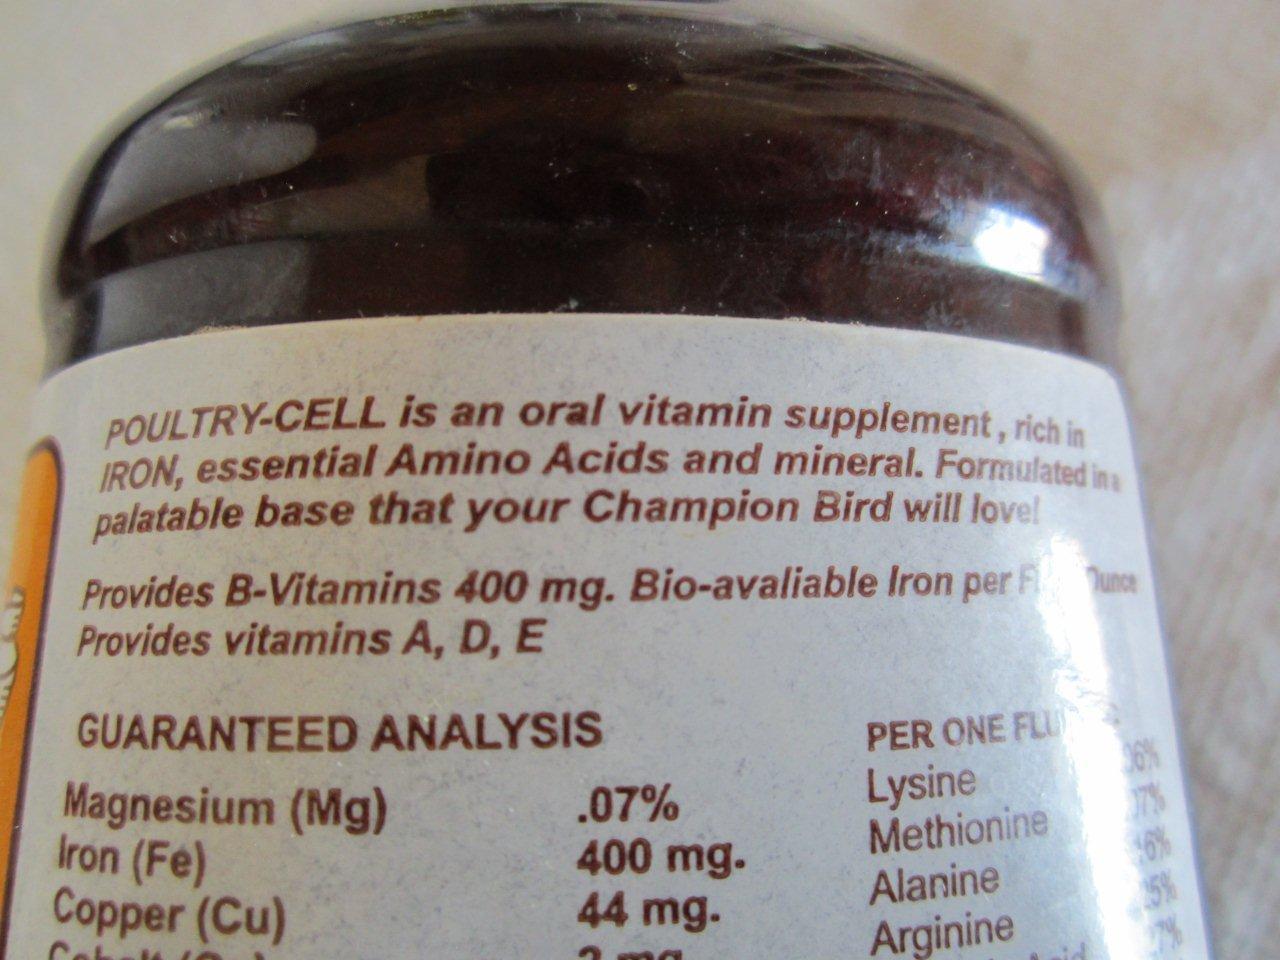 POULTRY-CELL is an oral vitamin supplement, rich in
IRON, essential Amino Acids and mineral. Formulated in a
palatable base that your Champion Bird will love!
Provides B-Vitamins 400 mg. Bio-avaliable Iron per Ounce
Provides vitamins A, D, E
GUARANTEED ANALYSIS
PER ONE
Magnesium (Mg) .07%
Iron (Fe) 400 mg.
Copper (Cu) 44 mg.
Lysine
Methionine
Alanine
Arginine